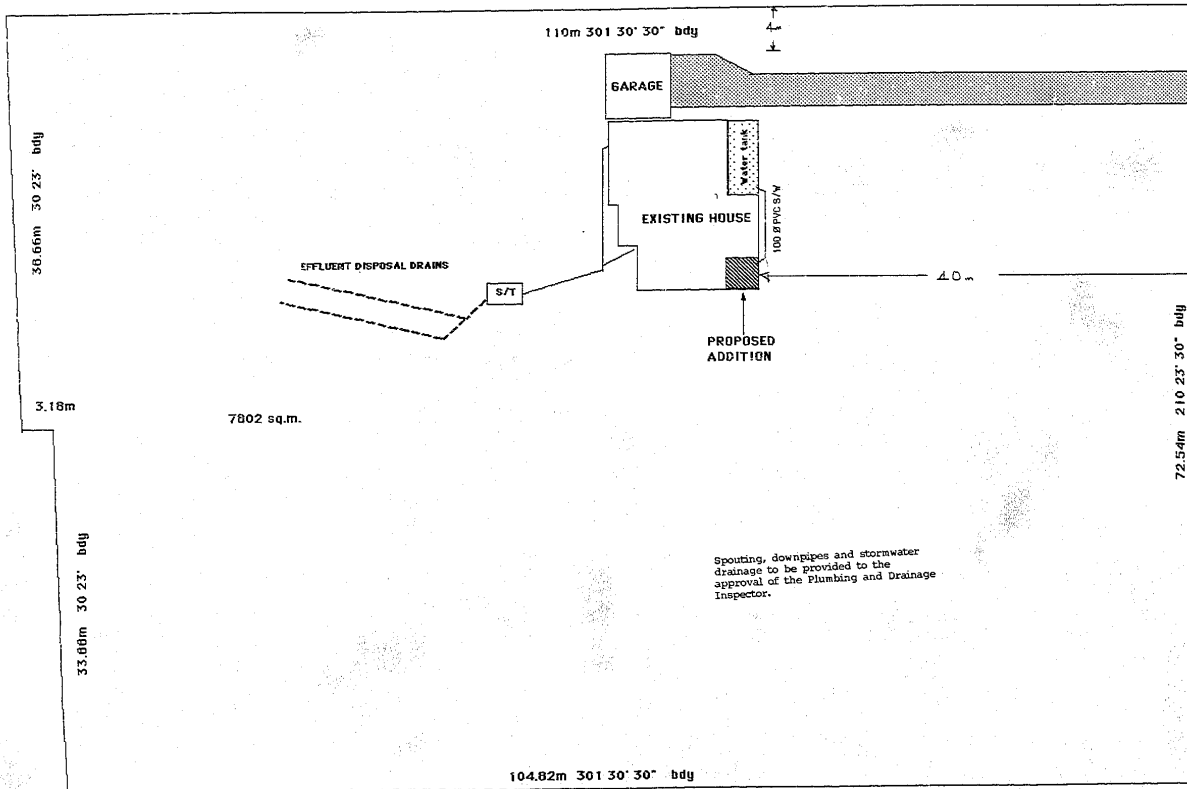 110m 301 30' 30" bdy
4m
GARAGE
Water tank
38.66m 30 23' bdy
EXISTING HOUSE
100 Ø PVC S/W
EFFLUENT DISPOSAL DRAINS
S/T
40m
PROPOSED
ADDITION
3.18m
7802 sq.m.
72.54m 210 23' 30" bdy
33.88m 30 23' bdy
Spouting, downpipes and stormwater
drainage to be provided to the
approval of the Plumbing and Drainage
Inspector.
104.82m 301 30' 30" bdy